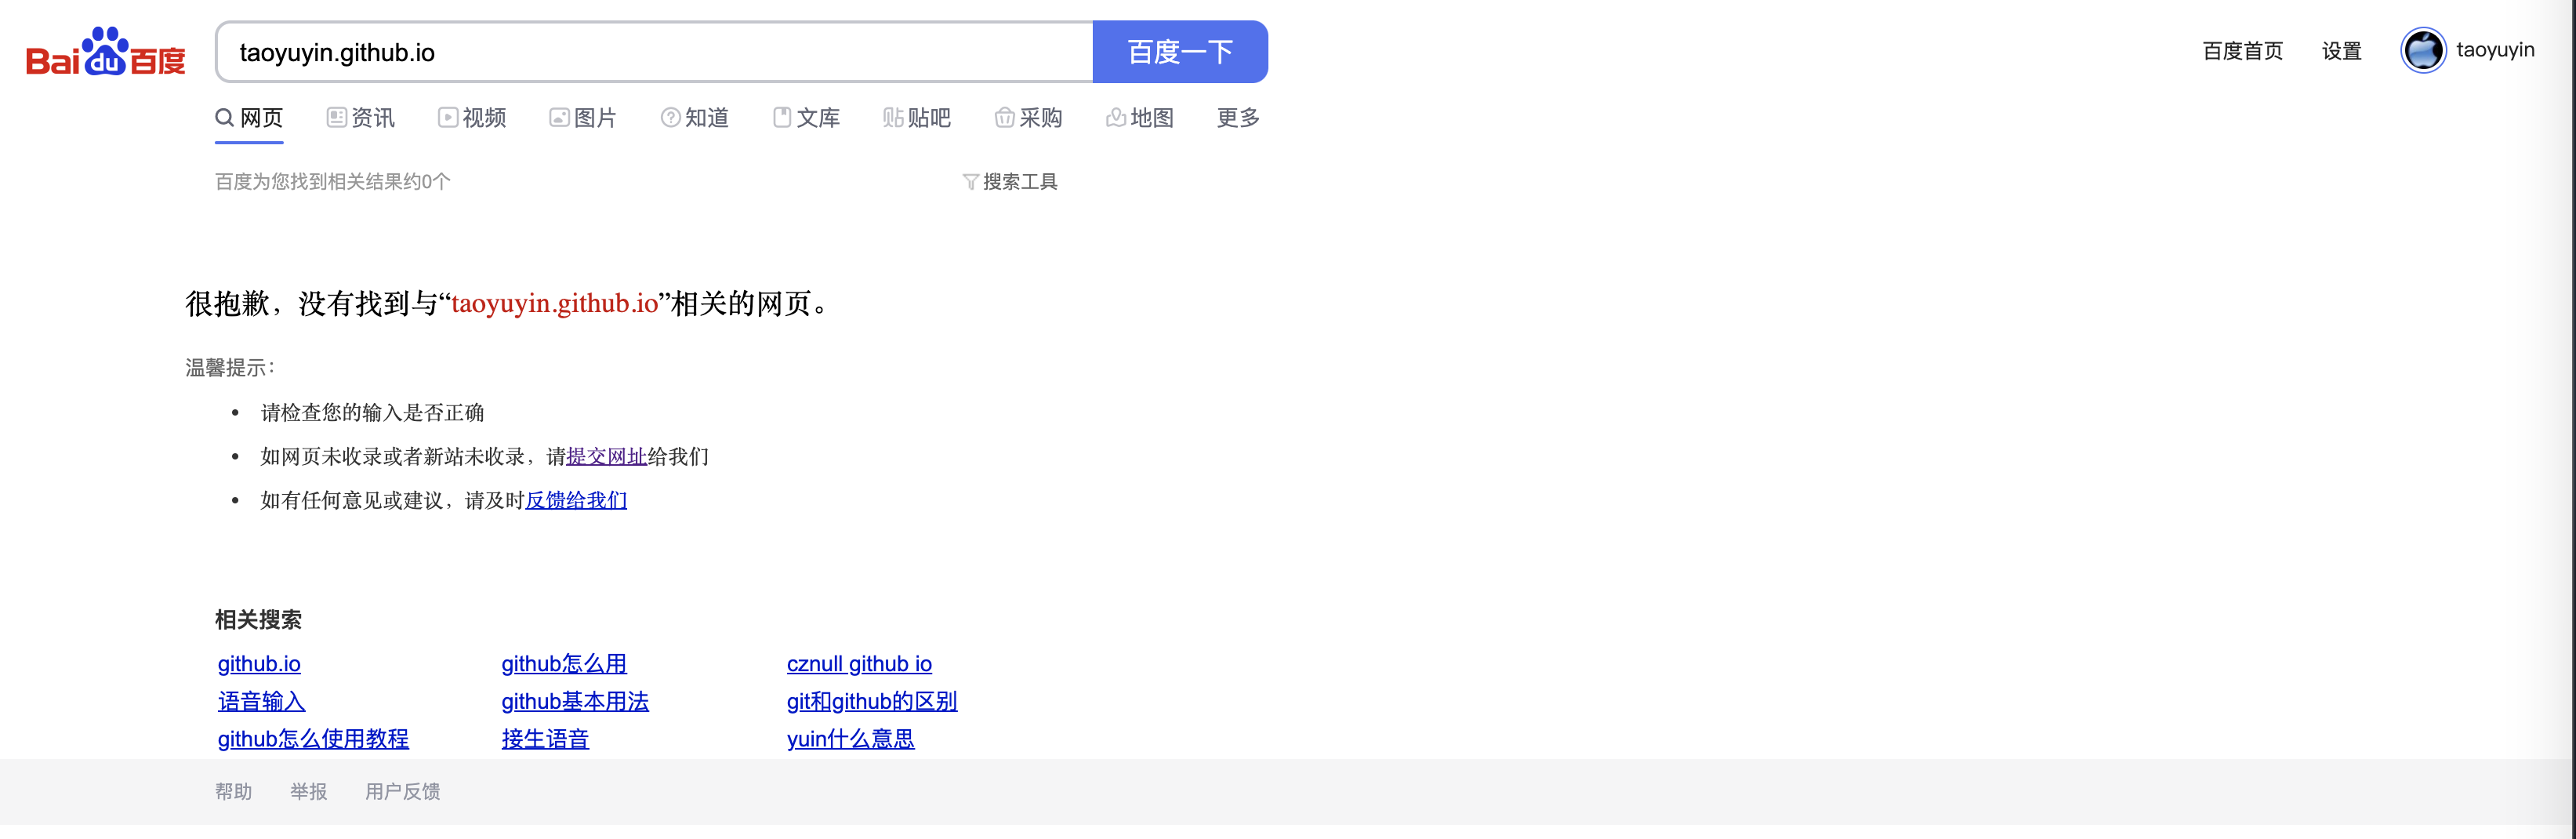 Bai du 百度
taoyuyin.github.io 百度一下
百度首页 设置 taoyuyin
网页 资讯 视频 图片 知道 文库 贴吧 采购 地图 更多
百度为您找到相关结果约0个 搜索工具
很抱歉，没有找到与“taoyuyin.github.io”相关的网页。
温馨提示：
• 请检查您的输入是否正确
• 如网页未收录或者新站未收录，请提交网址给我们
• 如有任何意见或建议，请及时反馈给我们
相关搜索
github.io github怎么用 cznull github io
语音输入 github基本用法 git和github的区别
github怎么使用教程 接生语音 yuin什么意思
帮助 举报 用户反馈